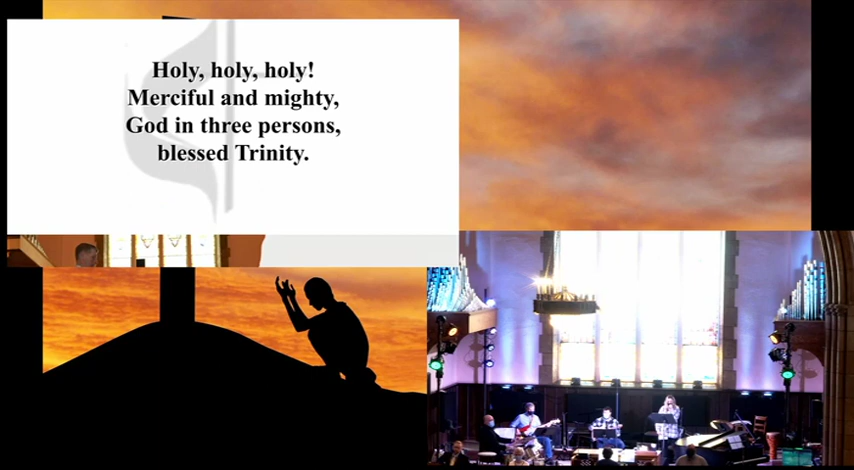 Holy, holy, holy!
Merciful and mighty,
God in three persons,
blessed Trinity.